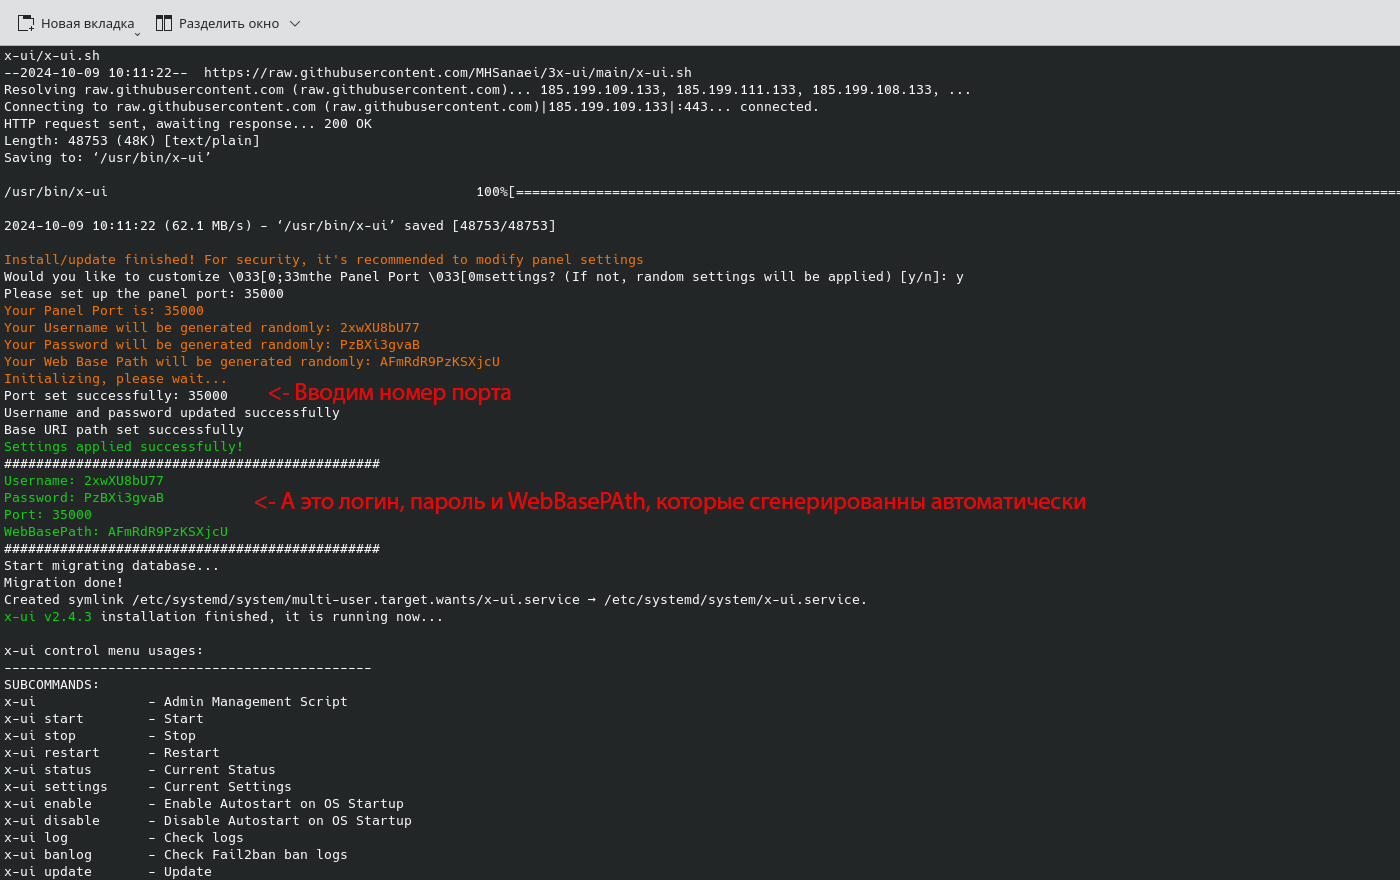 Новая вкладка Разделить окно
x-ui/x-ui.sh
--2024-10-09 10:11:22--  https://raw.githubusercontent.com/MHSanaei/3x-ui/main/x-ui.sh
Resolving raw.githubusercontent.com (raw.githubusercontent.com)... 185.199.109.133, 185.199.111.133, 185.199.108.133, ...
Connecting to raw.githubusercontent.com (raw.githubusercontent.com)|185.199.109.133|:443... connected.
HTTP request sent, awaiting response... 200 OK
Length: 48753 (48K) [text/plain]
Saving to: ‘/usr/bin/x-ui’
/usr/bin/x-ui 100%[==============================================================================================================
2024-10-09 10:11:22 (62.1 MB/s) - ‘/usr/bin/x-ui’ saved [48753/48753]
Install/update finished! For security, it's recommended to modify panel settings
Would you like to customize \033[0;33mthe Panel Port \033[0msettings? (If not, random settings will be applied) [y/n]: y
Please set up the panel port: 35000
Your Panel Port is: 35000
Your Username will be generated randomly: 2xwXU8bU77
Your Password will be generated randomly: PzBXi3gvaB
Your Web Base Path will be generated randomly: AFmRdR9PzKSXjcU
Initializing, please wait...
Port set successfully: 35000 <- Вводим номер порта
Username and password updated successfully
Base URI path set successfully
Settings applied successfully!
###############################################
Username: 2xwXU8bU77
Password: PzBXi3gvaB <- А это логин, пароль и WebBasePAth, которые сгенерированны автоматически
Port: 35000
WebBasePath: AFmRdR9PzKSXjcU
###############################################
Start migrating database...
Migration done!
Created symlink /etc/systemd/system/multi-user.target.wants/x-ui.service → /etc/systemd/system/x-ui.service.
x-ui v2.4.3 installation finished, it is running now...
x-ui control menu usages:
----------------------------------------------
SUBCOMMANDS:
x-ui              - Admin Management Script
x-ui start        - Start
x-ui stop         - Stop
x-ui restart      - Restart
x-ui status       - Current Status
x-ui settings     - Current Settings
x-ui enable       - Enable Autostart on OS Startup
x-ui disable      - Disable Autostart on OS Startup
x-ui log          - Check logs
x-ui banlog       - Check Fail2ban ban logs
x-ui update       - Update